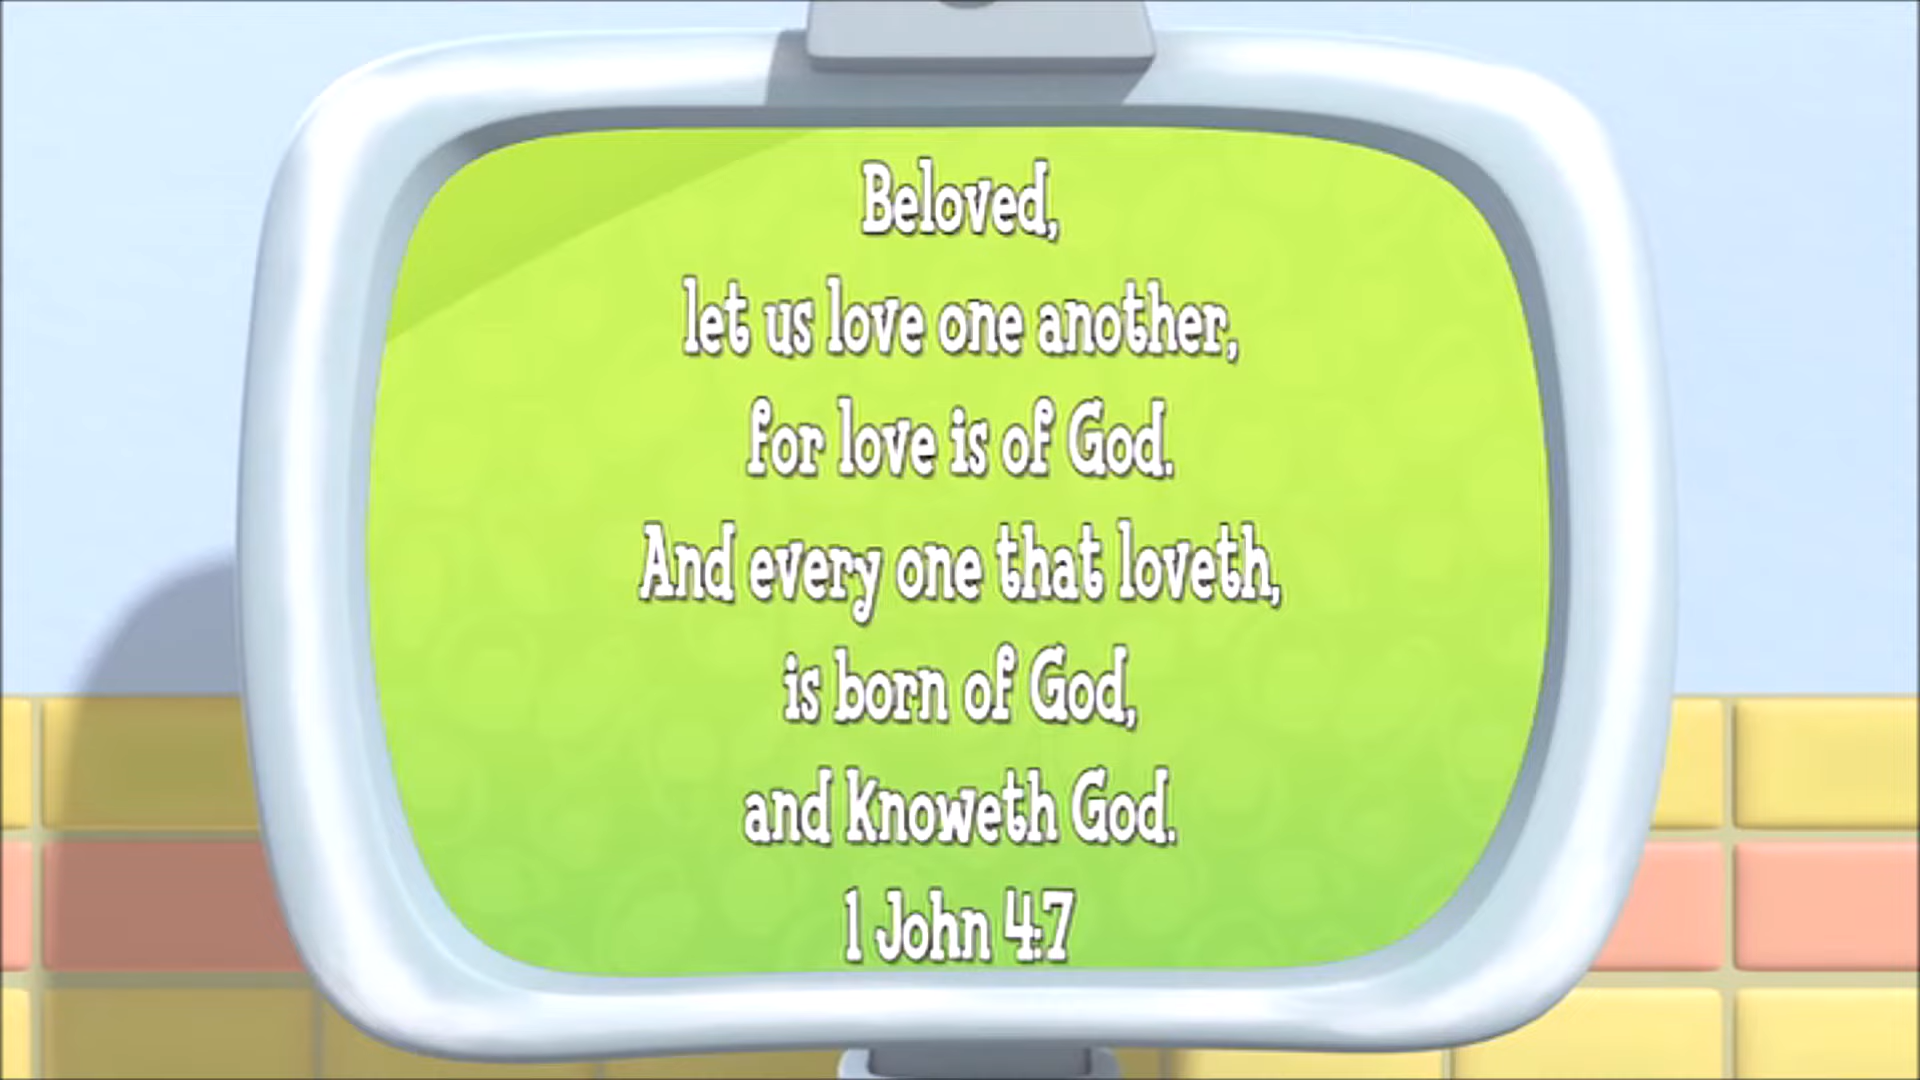 Beloved,
let us love one another,
for love is of God.
And every one that loveth,
is born of God,
and knoweth God.
1 John 4:7